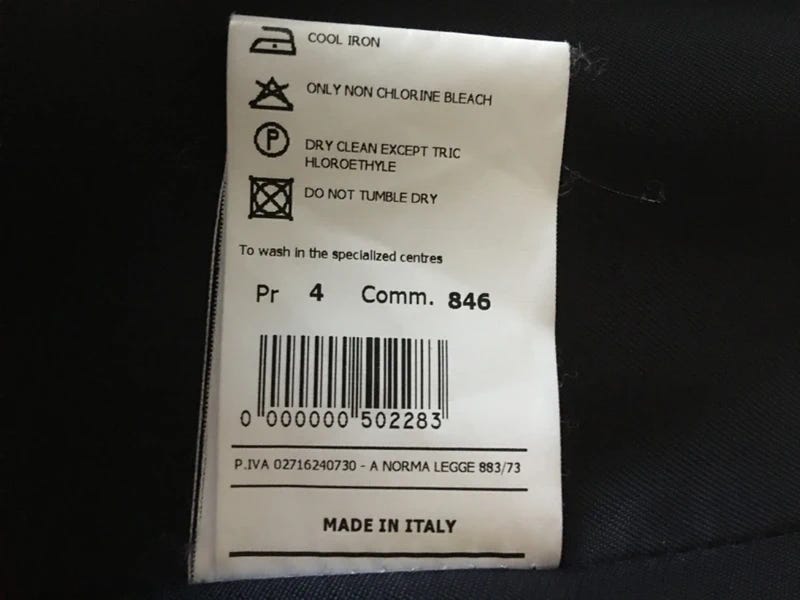 COOL IRON
ONLY NON CHLORINE BLEACH
P
DRY CLEAN EXCEPT TRIC
HLOROETHYLE
DO NOT TUMBLE DRY
To wash in the specialized centres
Pr 4 Comm. 846
0 000000 502283
P.IVA 02716240730 - A NORMA LEGGE 883/73
MADE IN ITALY